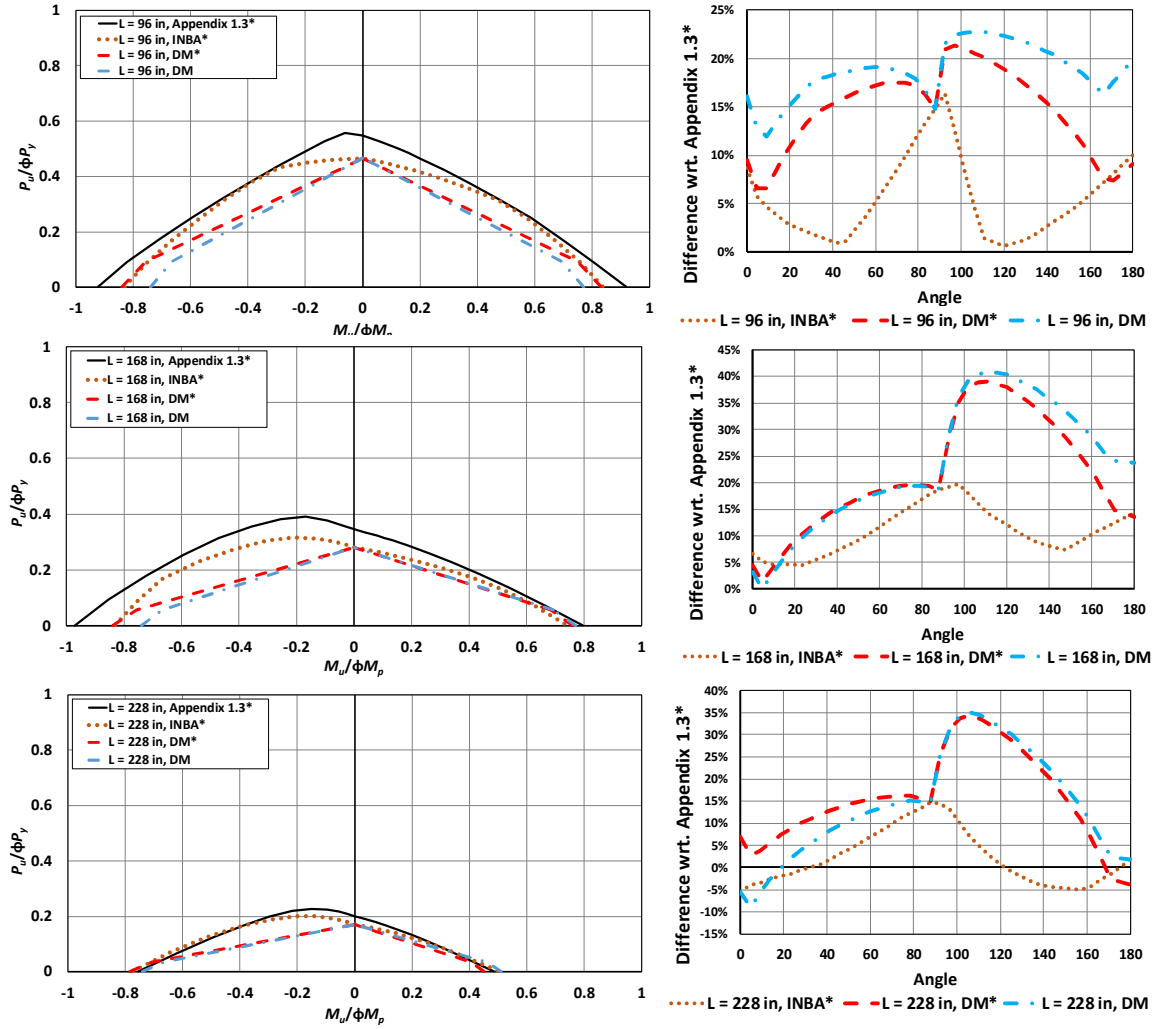 L = 96 in, Appendix 1.3*
L = 96 in, INBA*
L = 96 in, DM*
L = 96 in, DM
Pu/ϕPy
1
0.8
0.6
0.4
0.2
0
-1 -0.8 -0.6 -0.4 -0.2 0 0.2 0.4 0.6 0.8 1
Mu/ϕMp
Difference wrt. Appendix 1.3*
25%
20%
15%
10%
5%
0%
0 20 40 60 80 100 120 140 160 180
Angle
L = 96 in, INBA* L = 96 in, DM* L = 96 in, DM
L = 168 in, Appendix 1.3*
L = 168 in, INBA*
L = 168 in, DM*
L = 168 in, DM
Pu/ϕPy
1
0.8
0.6
0.4
0.2
0
-1 -0.8 -0.6 -0.4 -0.2 0 0.2 0.4 0.6 0.8 1
Mu/ϕMp
Difference wrt. Appendix 1.3*
45%
40%
35%
30%
25%
20%
15%
10%
5%
0%
0 20 40 60 80 100 120 140 160 180
Angle
L = 168 in, INBA* L = 168 in, DM* L = 168 in, DM
L = 228 in, Appendix 1.3*
L = 228 in, INBA*
L = 228 in, DM*
L = 228 in, DM
Pu/ϕPy
1
0.8
0.6
0.4
0.2
0
-1 -0.8 -0.6 -0.4 -0.2 0 0.2 0.4 0.6 0.8 1
Mu/ϕMp
Difference wrt. Appendix 1.3*
40%
35%
30%
25%
20%
15%
10%
5%
0%
-5%
-10%
-15%
0 20 40 60 80 100 120 140 160 180
Angle
L = 228 in, INBA* L = 228 in, DM* L = 228 in, DM